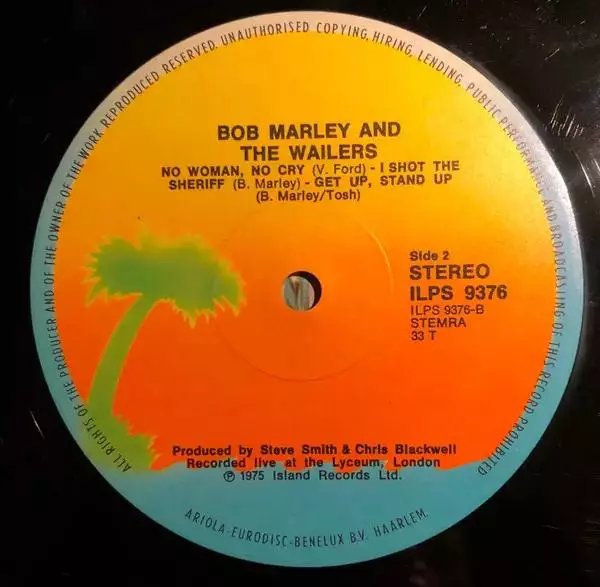 ALL RIGHTS OF THE PRODUCER AND OF THE OWNER OF THE WORK REPRODUCED RESERVED. UNAUTHORISED COPYING, HIRING, LENDING, PUBLIC PERFORMANCE AND BROADCASTING OF THIS RECORD PROHIBITED
BOB MARLEY AND
THE WAILERS
NO WOMAN, NO CRY (V. Ford) - I SHOT THE
SHERIFF (B. Marley) - GET UP, STAND UP
(B. Marley/Tosh)
Side 2
STEREO
ILPS 9376
ILPS 9376-B
STEMRA
33 T
Produced by Steve Smith & Chris Blackwell
Recorded live at the Lyceum, London
℗ 1975 Island Records Ltd.
ARIOLA-EURODISC-BENELUX B.V. HAARLEM.